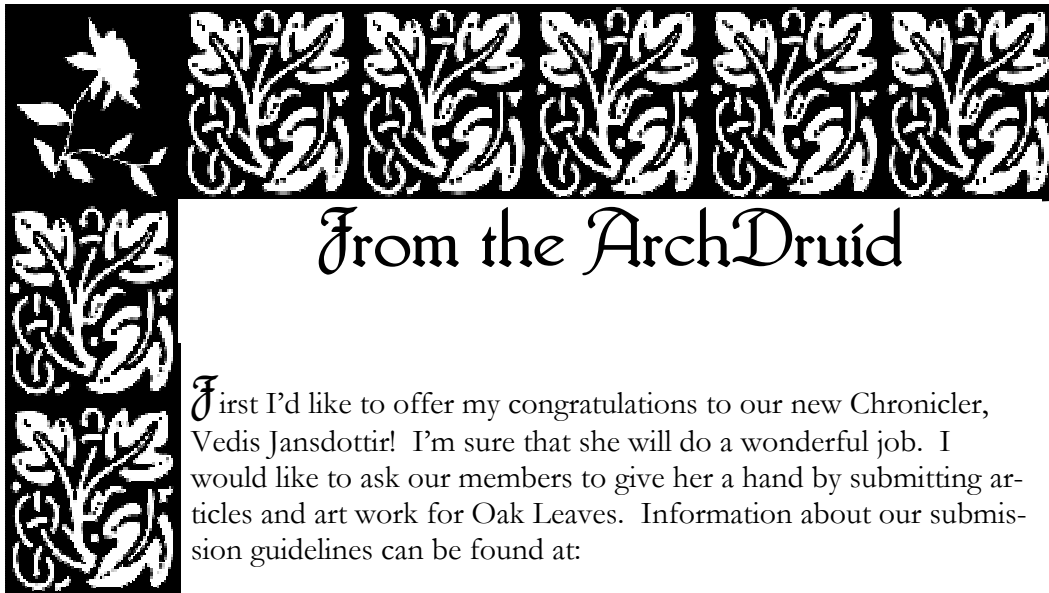 From the ArchDruid
First I’d like to offer my congratulations to our new Chronicler,
Vedis Jansdottir!  I’m sure that she will do a wonderful job.  I
would like to ask our members to give her a hand by submitting ar-
ticles and art work for Oak Leaves.  Information about our submis-
sion guidelines can be found at: